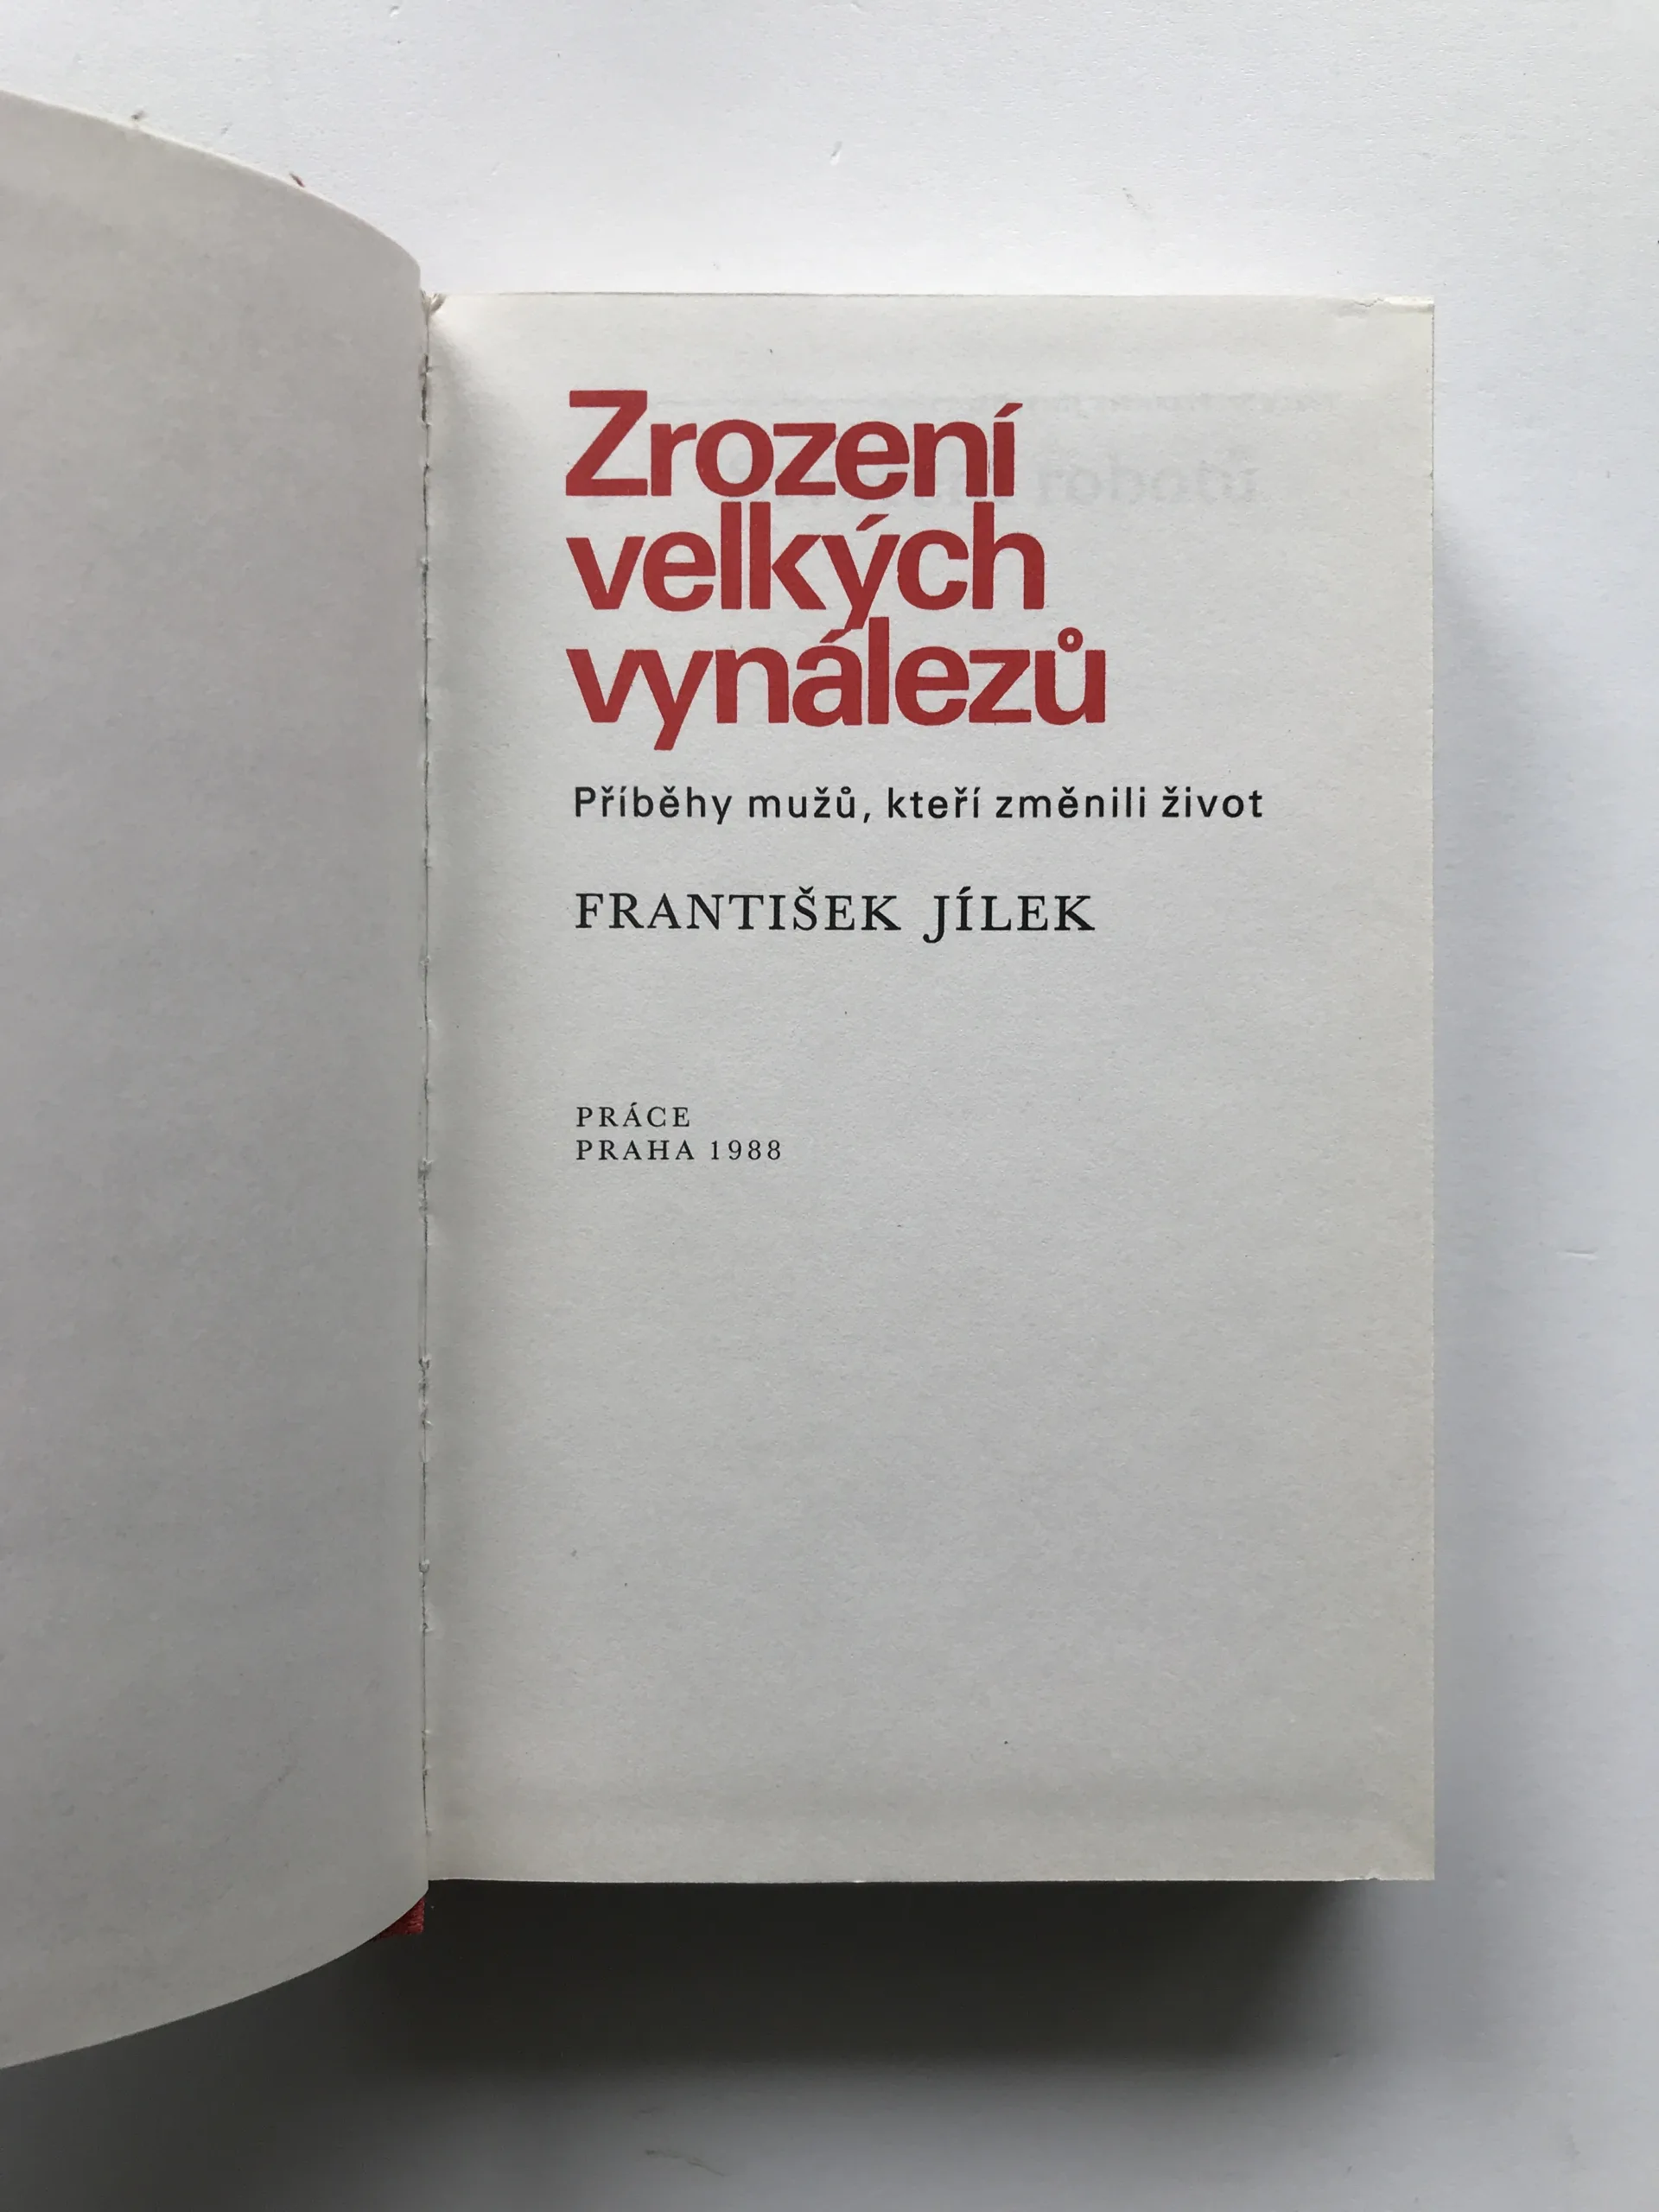 Zrození
velkých
vynálezů
Příběhy mužů, kteří změnili život
FRANTIŠEK JÍLEK
PRÁCE
PRAHA 1988